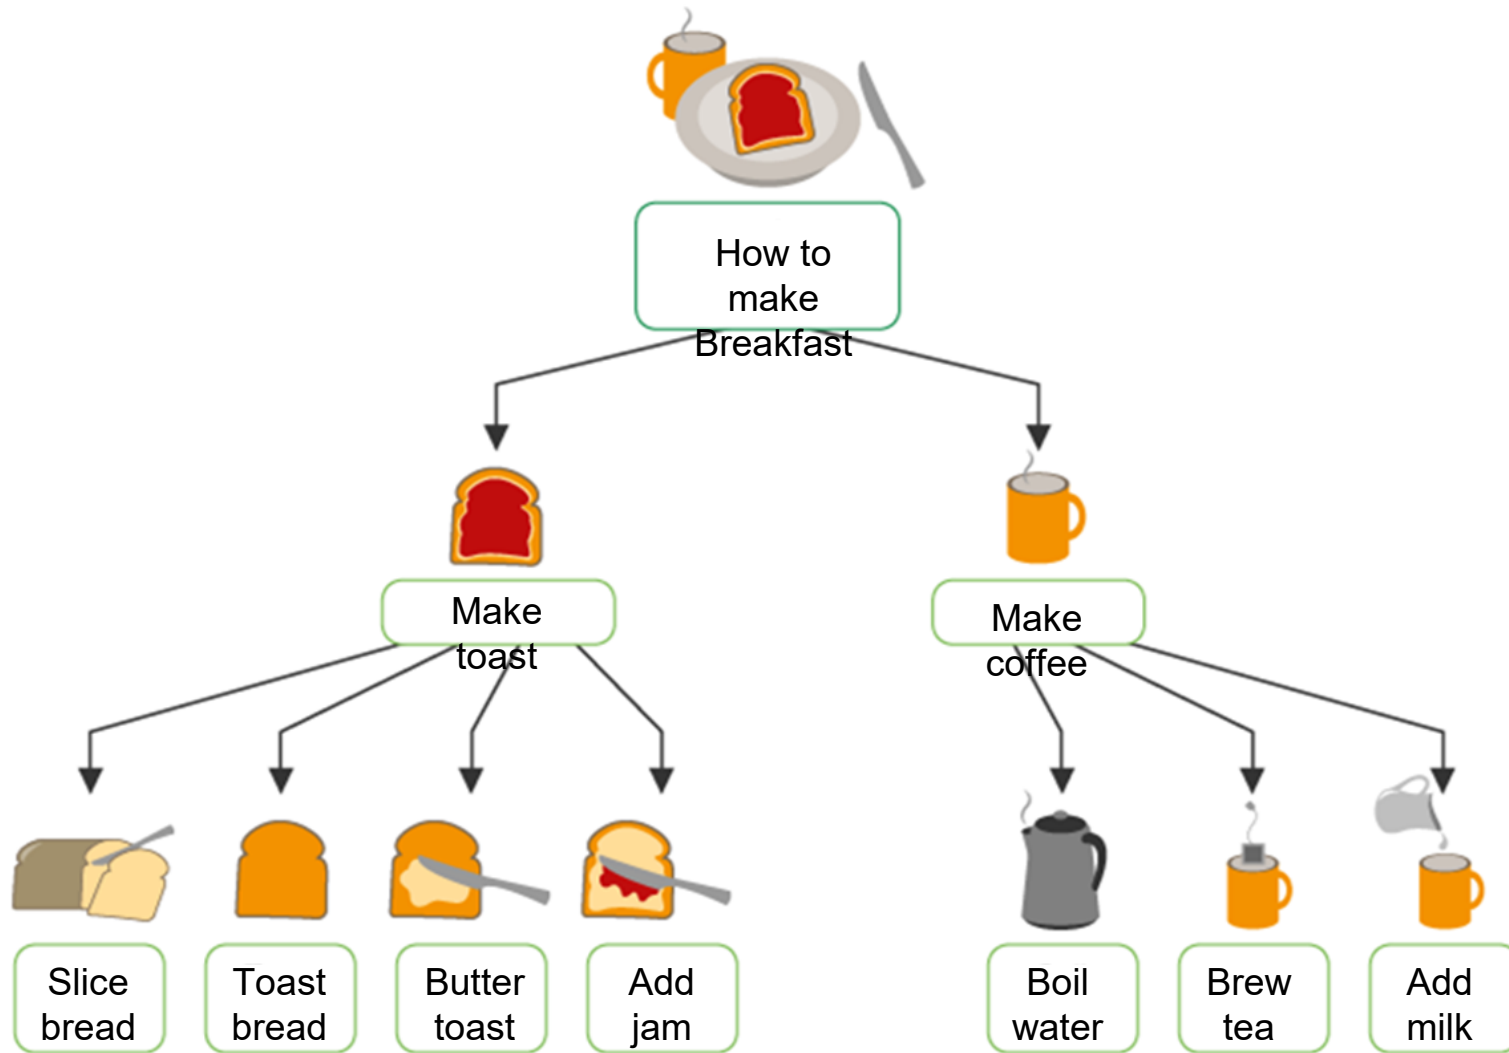 How to
make
Breakfast
Make
toast
Make
coffee
Slice
bread
Toast
bread
Butter
toast
Add
jam
Boil
water
Brew
tea
Add
milk